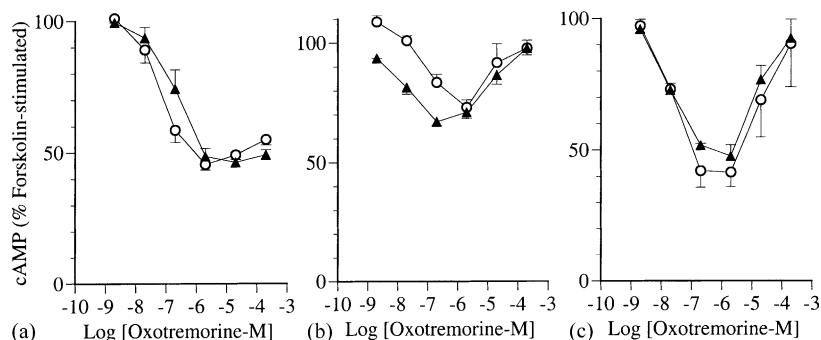 cAMP (% Forskolin-stimulated)
100
50
0
-10 -9 -8 -7 -6 -5 -4 -3
(a) Log [Oxotremorine-M]
100
50
0
-10 -9 -8 -7 -6 -5 -4 -3
(b) Log [Oxotremorine-M]
100
50
0
-10 -9 -8 -7 -6 -5 -4 -3
(c) Log [Oxotremorine-M]